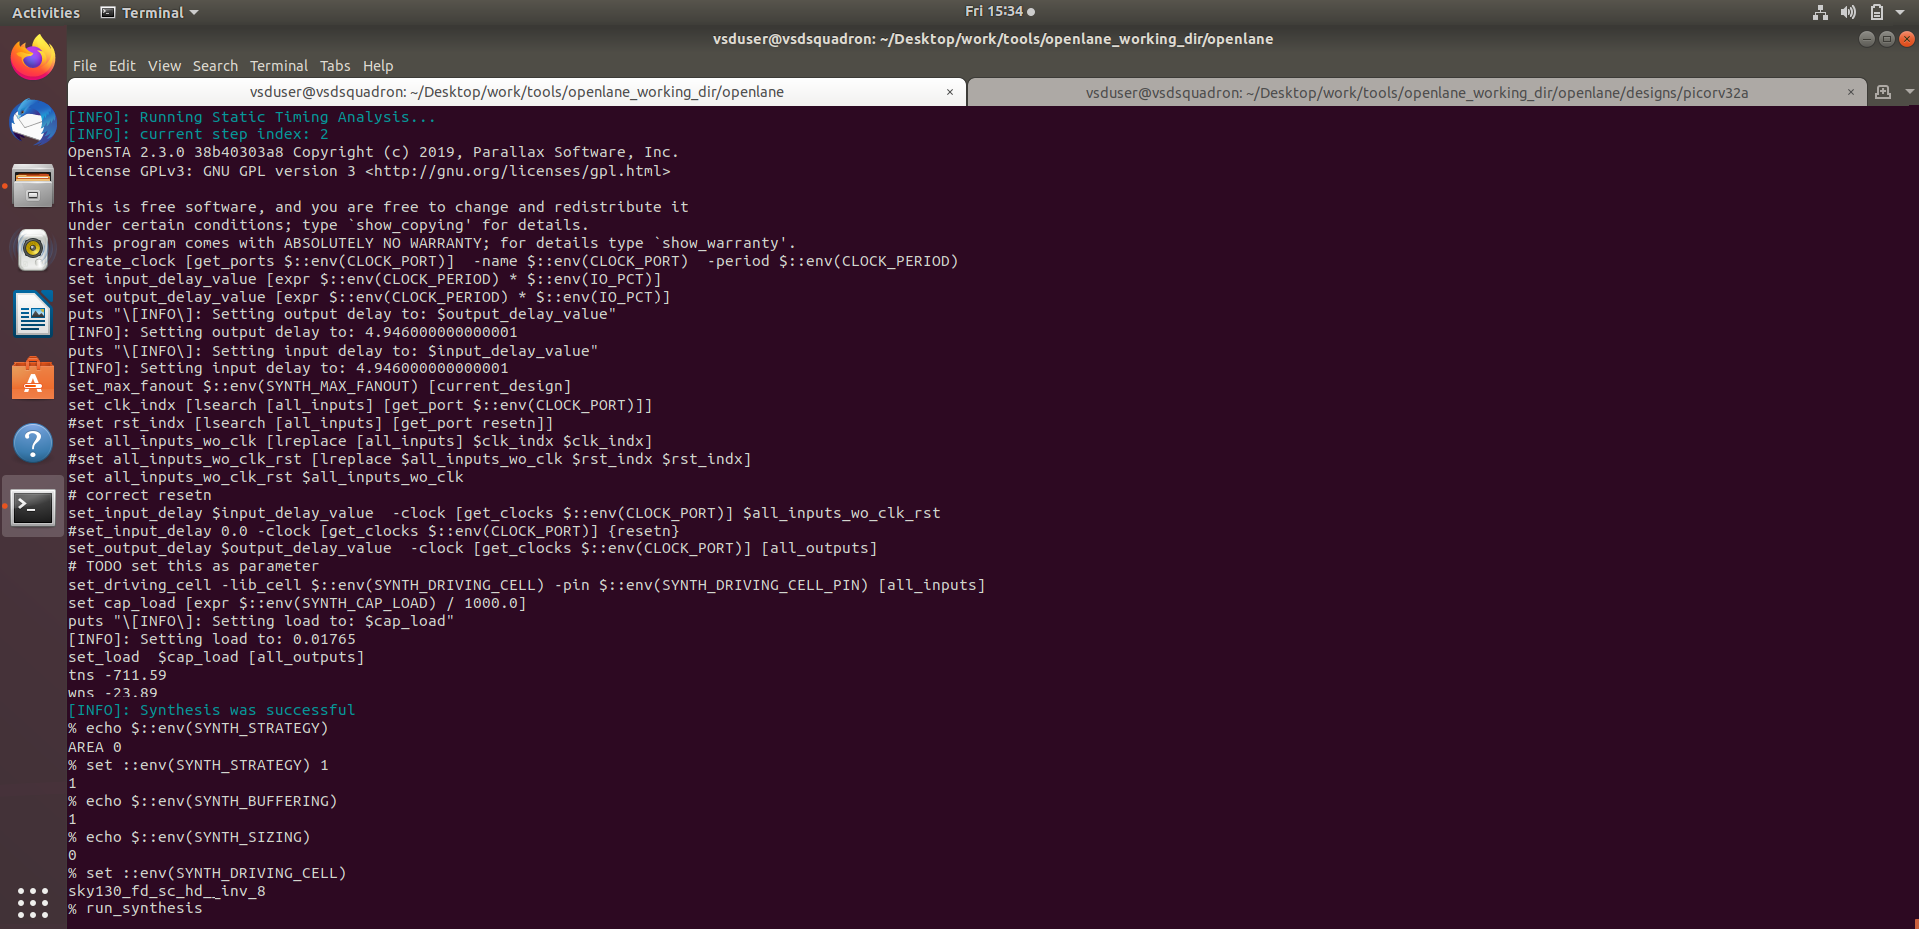 Activities
Terminal
Fri 15:34
vsduser@vsdsquadron: ~/Desktop/work/tools/openlane_working_dir/openlane
File Edit View Search Terminal Tabs Help
vsduser@vsdsquadron: ~/Desktop/work/tools/openlane_working_dir/openlane ×
vsduser@vsdsquadron: ~/Desktop/work/tools/openlane_working_dir/openlane/designs/picorv32a ×
[INFO]: Running Static Timing Analysis...
[INFO]: current step index: 2
OpenSTA 2.3.0 38b40303a8 Copyright (c) 2019, Parallax Software, Inc.
License GPLv3: GNU GPL version 3 <http://gnu.org/licenses/gpl.html>
This is free software, and you are free to change and redistribute it
under certain conditions; type `show_copying' for details.
This program comes with ABSOLUTELY NO WARRANTY; for details type `show_warranty'.
create_clock [get_ports $::env(CLOCK_PORT)]  -name $::env(CLOCK_PORT)  -period $::env(CLOCK_PERIOD)
set input_delay_value [expr $::env(CLOCK_PERIOD) * $::env(IO_PCT)]
set output_delay_value [expr $::env(CLOCK_PERIOD) * $::env(IO_PCT)]
puts "\[INFO\]: Setting output delay to: $output_delay_value"
[INFO]: Setting output delay to: 4.946000000000001
puts "\[INFO\]: Setting input delay to: $input_delay_value"
[INFO]: Setting input delay to: 4.946000000000001
set_max_fanout $::env(SYNTH_MAX_FANOUT) [current_design]
set clk_indx [lsearch [all_inputs] [get_port $::env(CLOCK_PORT)]]
#set rst_indx [lsearch [all_inputs] [get_port resetn]]
set all_inputs_wo_clk [lreplace [all_inputs] $clk_indx $clk_indx]
#set all_inputs_wo_clk_rst [lreplace $all_inputs_wo_clk $rst_indx $rst_indx]
set all_inputs_wo_clk_rst $all_inputs_wo_clk
# correct resetn
set_input_delay $input_delay_value  -clock [get_clocks $::env(CLOCK_PORT)] $all_inputs_wo_clk_rst
#set_input_delay 0.0 -clock [get_clocks $::env(CLOCK_PORT)] {resetn}
set_output_delay $output_delay_value  -clock [get_clocks $::env(CLOCK_PORT)] [all_outputs]
# TODO set this as parameter
set_driving_cell -lib_cell $::env(SYNTH_DRIVING_CELL) -pin $::env(SYNTH_DRIVING_CELL_PIN) [all_inputs]
set cap_load [expr $::env(SYNTH_CAP_LOAD) / 1000.0]
puts "\[INFO\]: Setting load to: $cap_load"
[INFO]: Setting load to: 0.01765
set_load  $cap_load [all_outputs]
tns -711.59
wns -23.89
[INFO]: Synthesis was successful
% echo $::env(SYNTH_STRATEGY)
AREA 0
% set ::env(SYNTH_STRATEGY) 1
1
% echo $::env(SYNTH_BUFFERING)
1
% echo $::env(SYNTH_SIZING)
0
% set ::env(SYNTH_DRIVING_CELL)
sky130_fd_sc_hd__inv_8
% run_synthesis